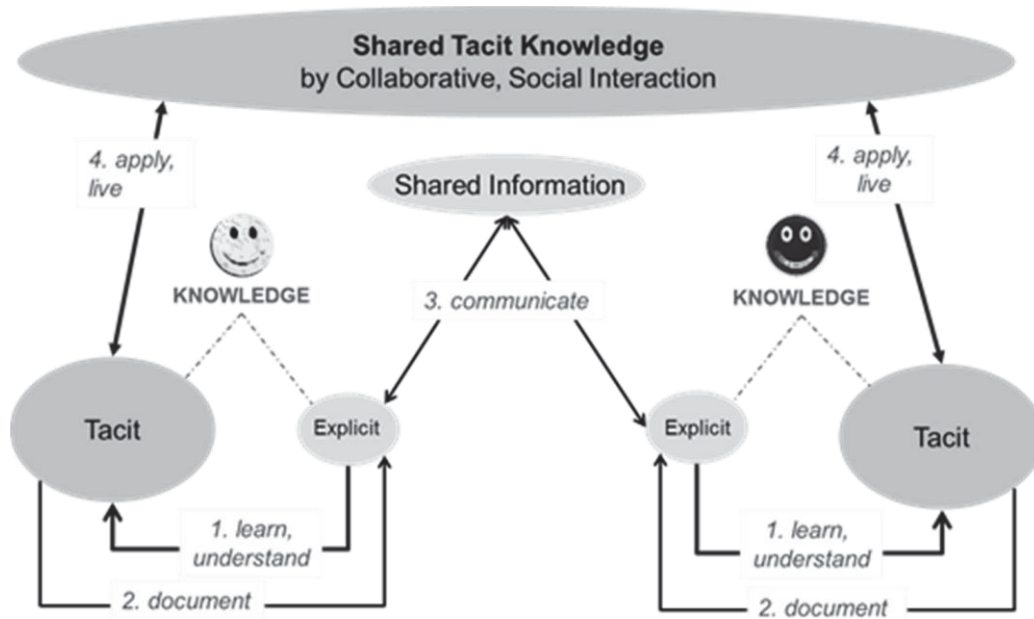 Shared Tacit Knowledge
by Collaborative, Social Interaction
4. apply,
live
4. apply,
live
Shared Information
KNOWLEDGE
3. communicate
KNOWLEDGE
Tacit
Explicit
Explicit
Tacit
1. learn,
understand
1. learn,
understand
2. document
2. document